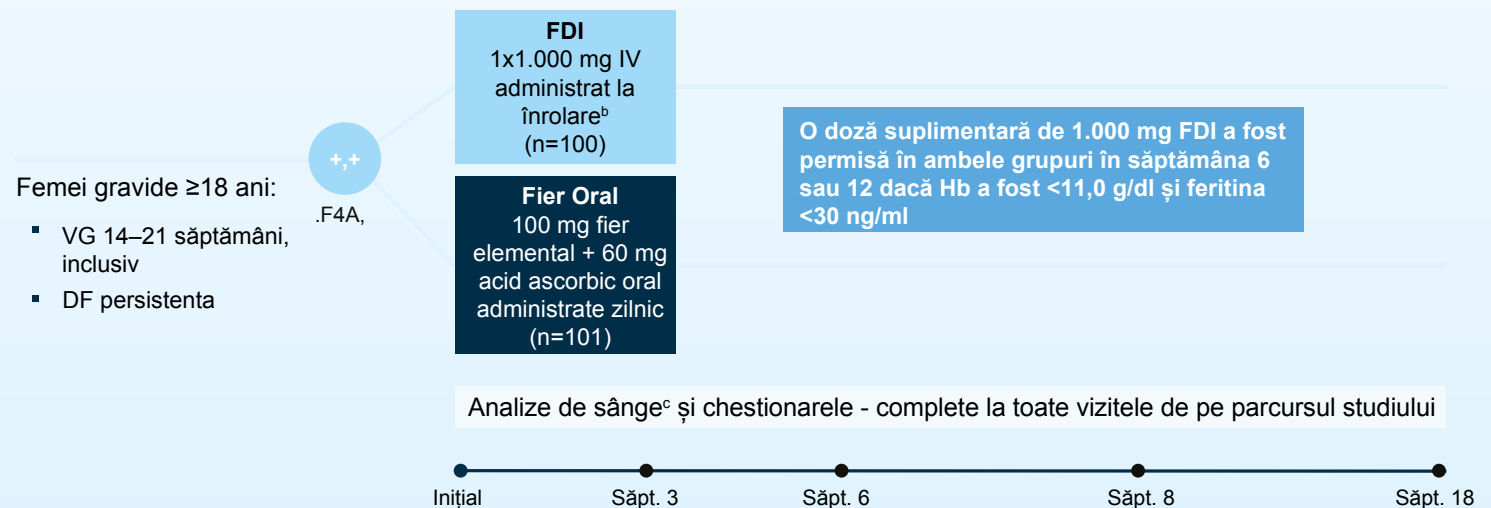 Femei gravide ≥18 ani:
▪ VG 14–21 săptămâni,
inclusiv
▪ DF persistenta
+,+
.F4A,
FDI
1x1.000 mg IV
administrat la
înrolareᵇ
(n=100)
Fier Oral
100 mg fier
elemental + 60 mg
acid ascorbic oral
administrate zilnic
(n=101)
O doză suplimentară de 1.000 mg FDI a fost
permisă în ambele grupuri în săptămâna 6
sau 12 dacă Hb a fost <11,0 g/dl și feritina
<30 ng/ml
Analize de sângeᶜ și chestionarele - complete la toate vizitele de pe parcursul studiului
Inițial Săpt. 3 Săpt. 6 Săpt. 8 Săpt. 18